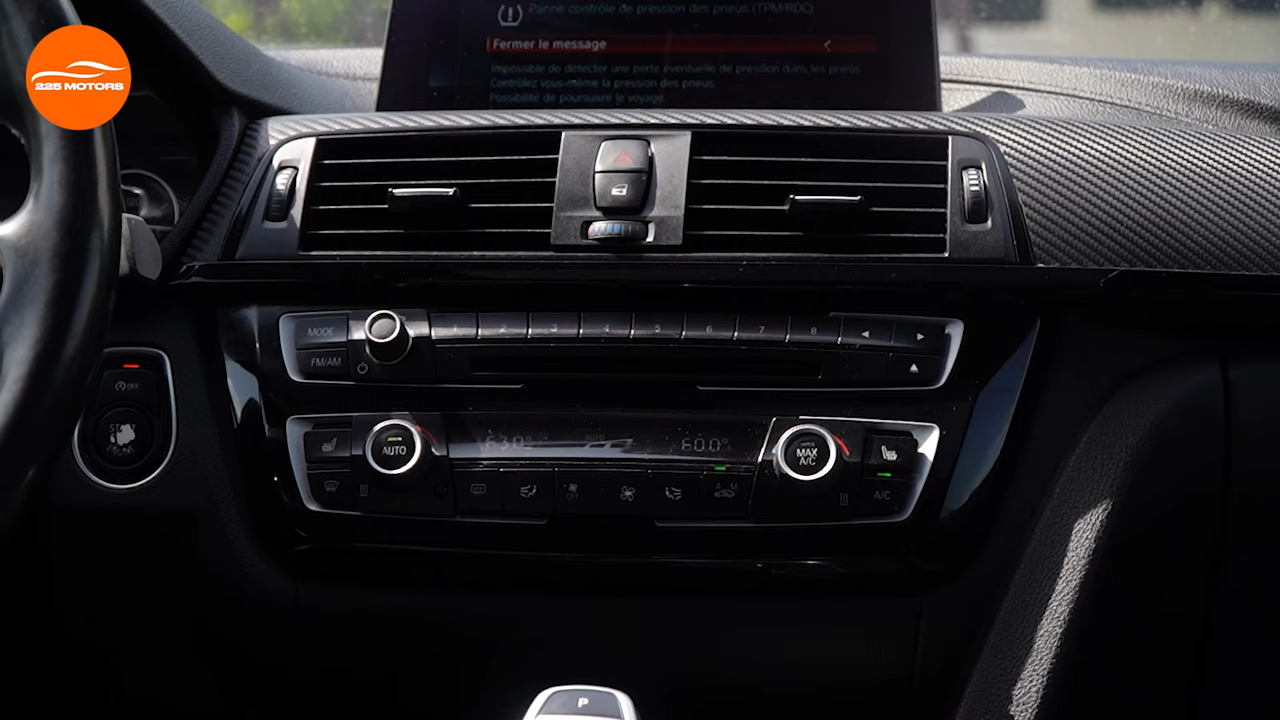 Panne contrôle de pression des pneus (TPM/RDC)
Fermer le message
Impossible de détecter une perte éventuelle de pression dans les pneus.
Contrôlez vous-même la pression des pneus.
Possibilité de poursuivre le voyage.
225 MOTORS
MODE
1 2 3 4 5 6 7 8
FM/AM
OFF
AUTO
MAX A/C
A M
A/C
P